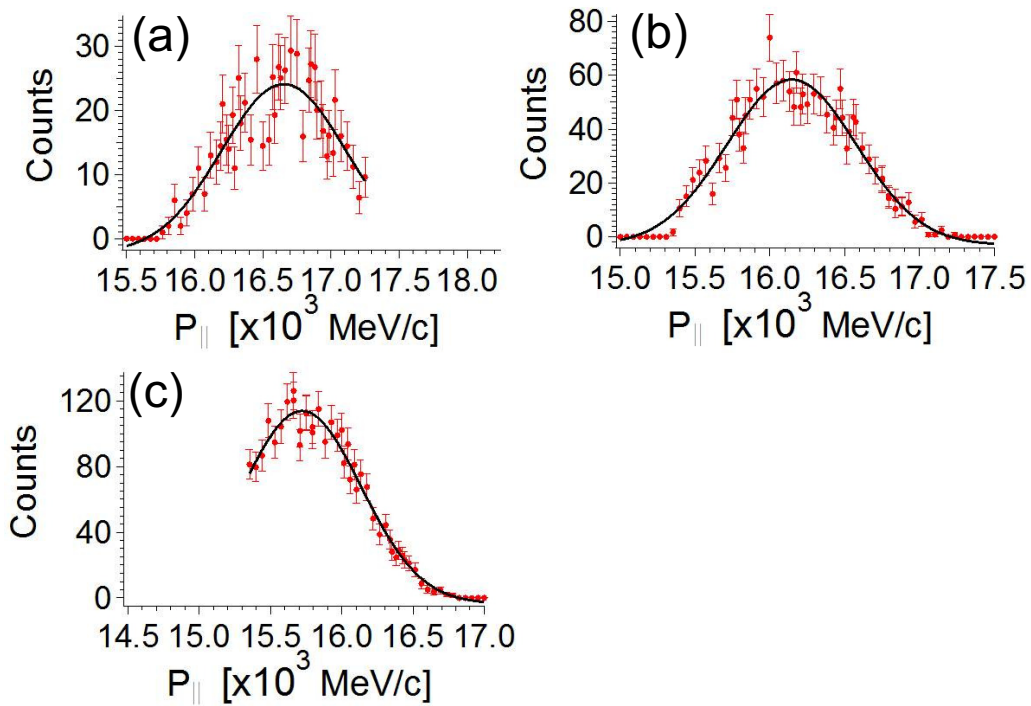 (a)
Counts
30
20
10
0
15.5 16.0 16.5 17.0 17.5 18.0
P|| [x10³ MeV/c]
(b)
Counts
80
60
40
20
0
15.0 15.5 16.0 16.5 17.0 17.5
P|| [x10³ MeV/c]
(c)
Counts
120
80
40
0
14.5 15.0 15.5 16.0 16.5 17.0
P|| [x10³ MeV/c]